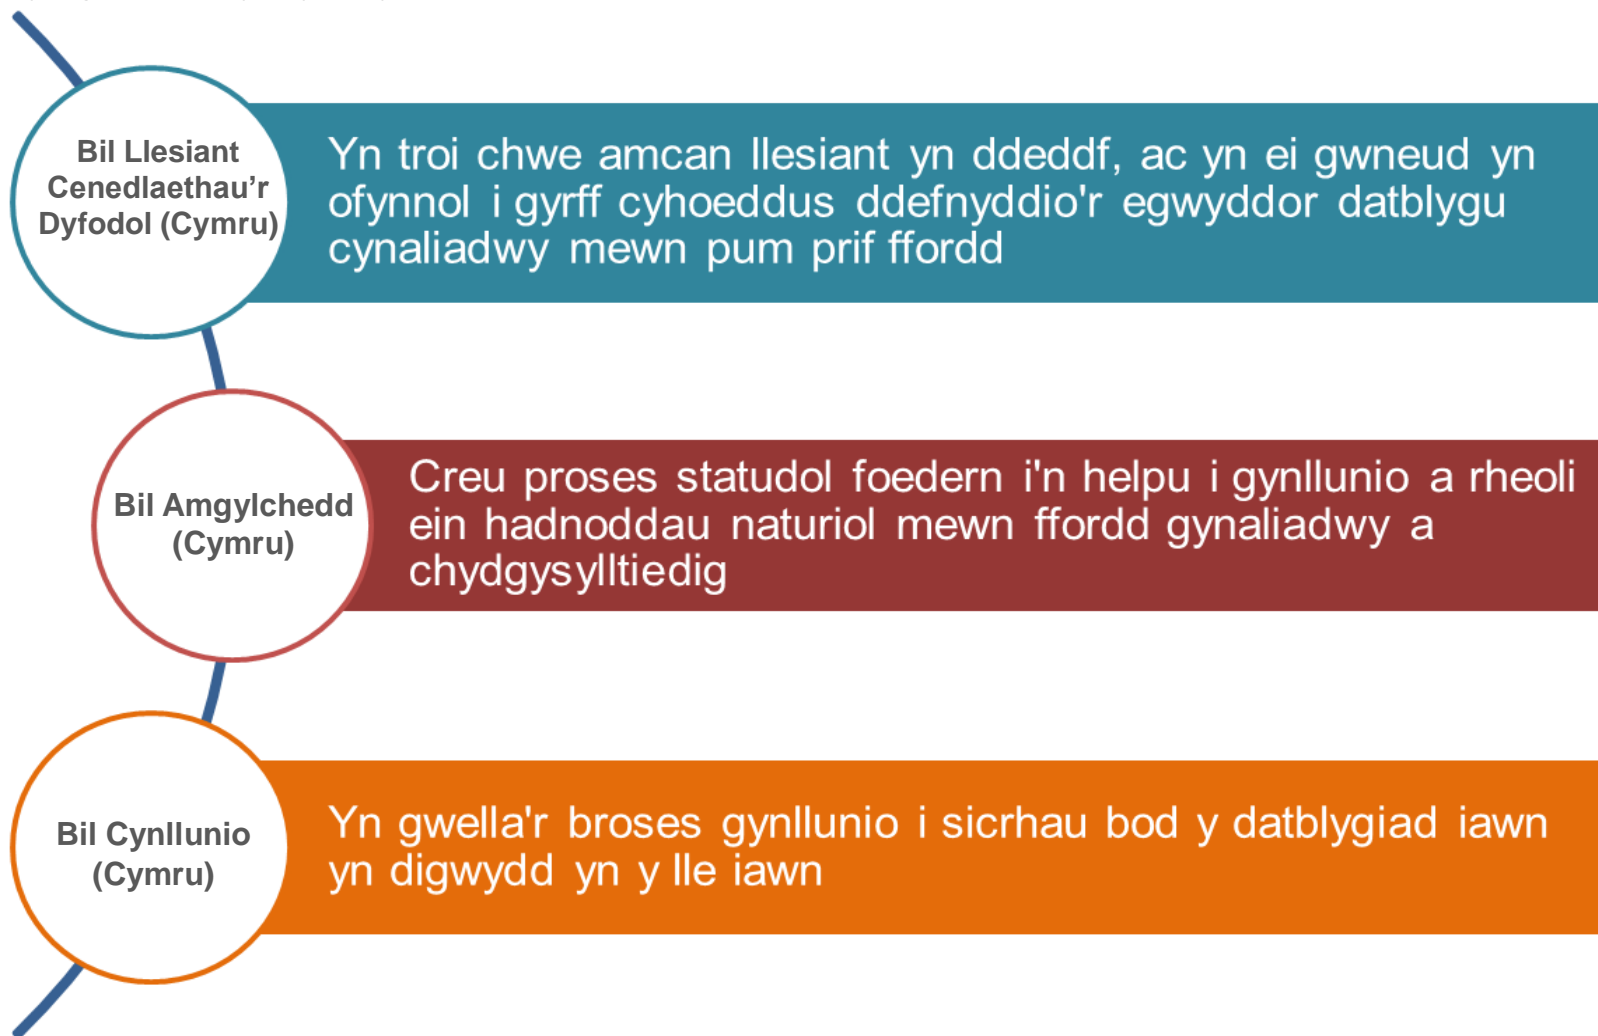 Bil Llesiant
Cenedlaethau’r
Dyfodol (Cymru)
Yn troi chwe amcan llesiant yn ddeddf, ac yn ei gwneud yn
ofynnol i gyrff cyhoeddus ddefnyddio'r egwyddor datblygu
cynaliadwy mewn pum prif ffordd
Bil Amgylchedd
(Cymru)
Creu proses statudol foedern i'n helpu i gynllunio a rheoli
ein hadnoddau naturiol mewn ffordd gynaliadwy a
chydgysylltiedig
Bil Cynllunio
(Cymru)
Yn gwella'r broses gynllunio i sicrhau bod y datblygiad iawn
yn digwydd yn y lle iawn